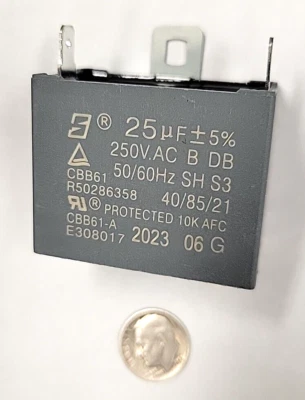 ® 25μF±5%
250V.AC B DB
CBB61 50/60Hz SH S3
R50286358 40/85/21
® PROTECTED 10K AFC
CBB61-A
E308017 2023 06 G